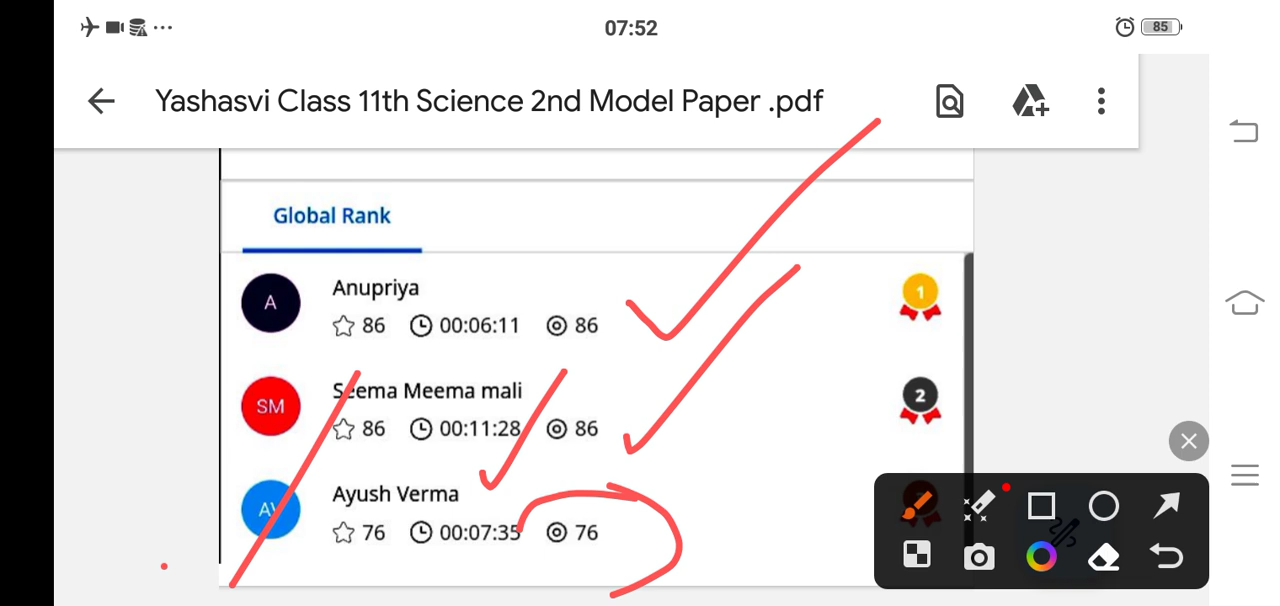 07:52
85
Yashasvi Class 11th Science 2nd Model Paper .pdf
Global Rank
A
Anupriya
86 00:06:11 86
1
SM
Seema Meema mali
86 00:11:28 86
2
AV
Ayush Verma
76 00:07:35 76